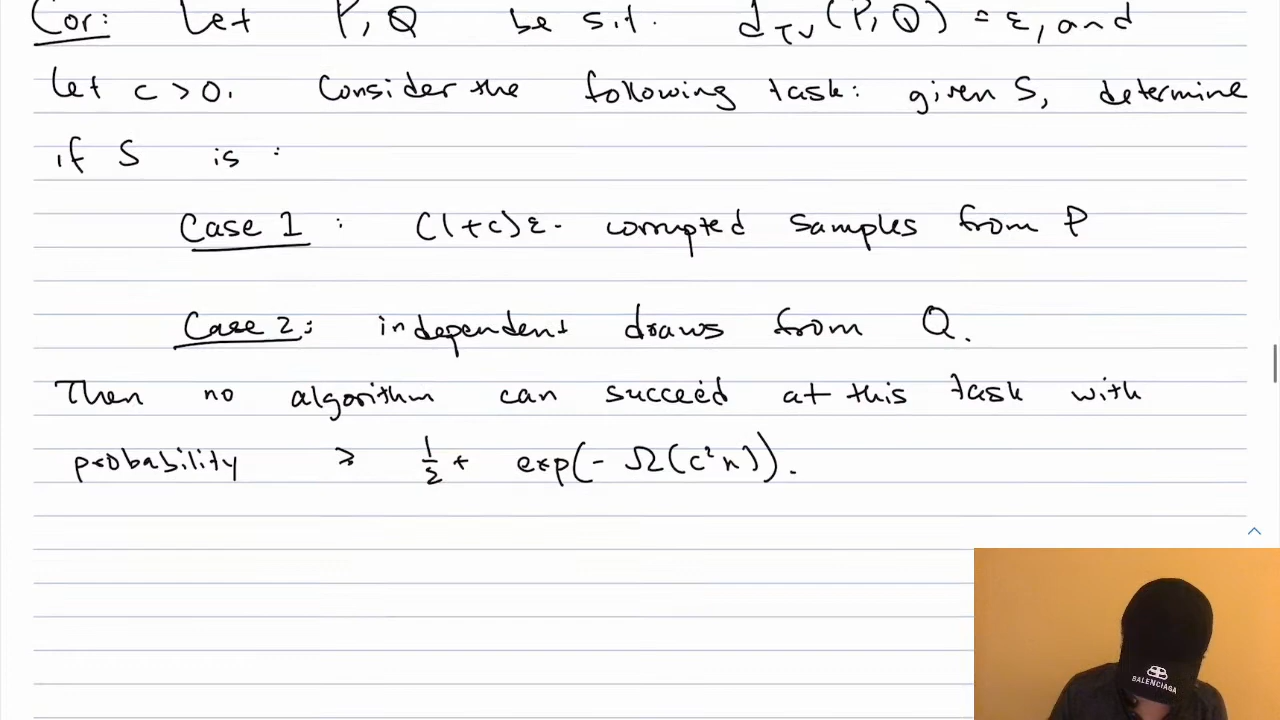 Cor: Let P, Q be s.t. d_TV(P, Q) = ε, and
let c > 0. Consider the following task: given S, determine
if S is :
Case 1 : (1+c)ε- corrupted samples from P
Case 2: independent draws from Q.
Then no algorithm can succeed at this task with
probability ≥ 1/2 + exp(- Ω(c²n)).
BALENCIAGA